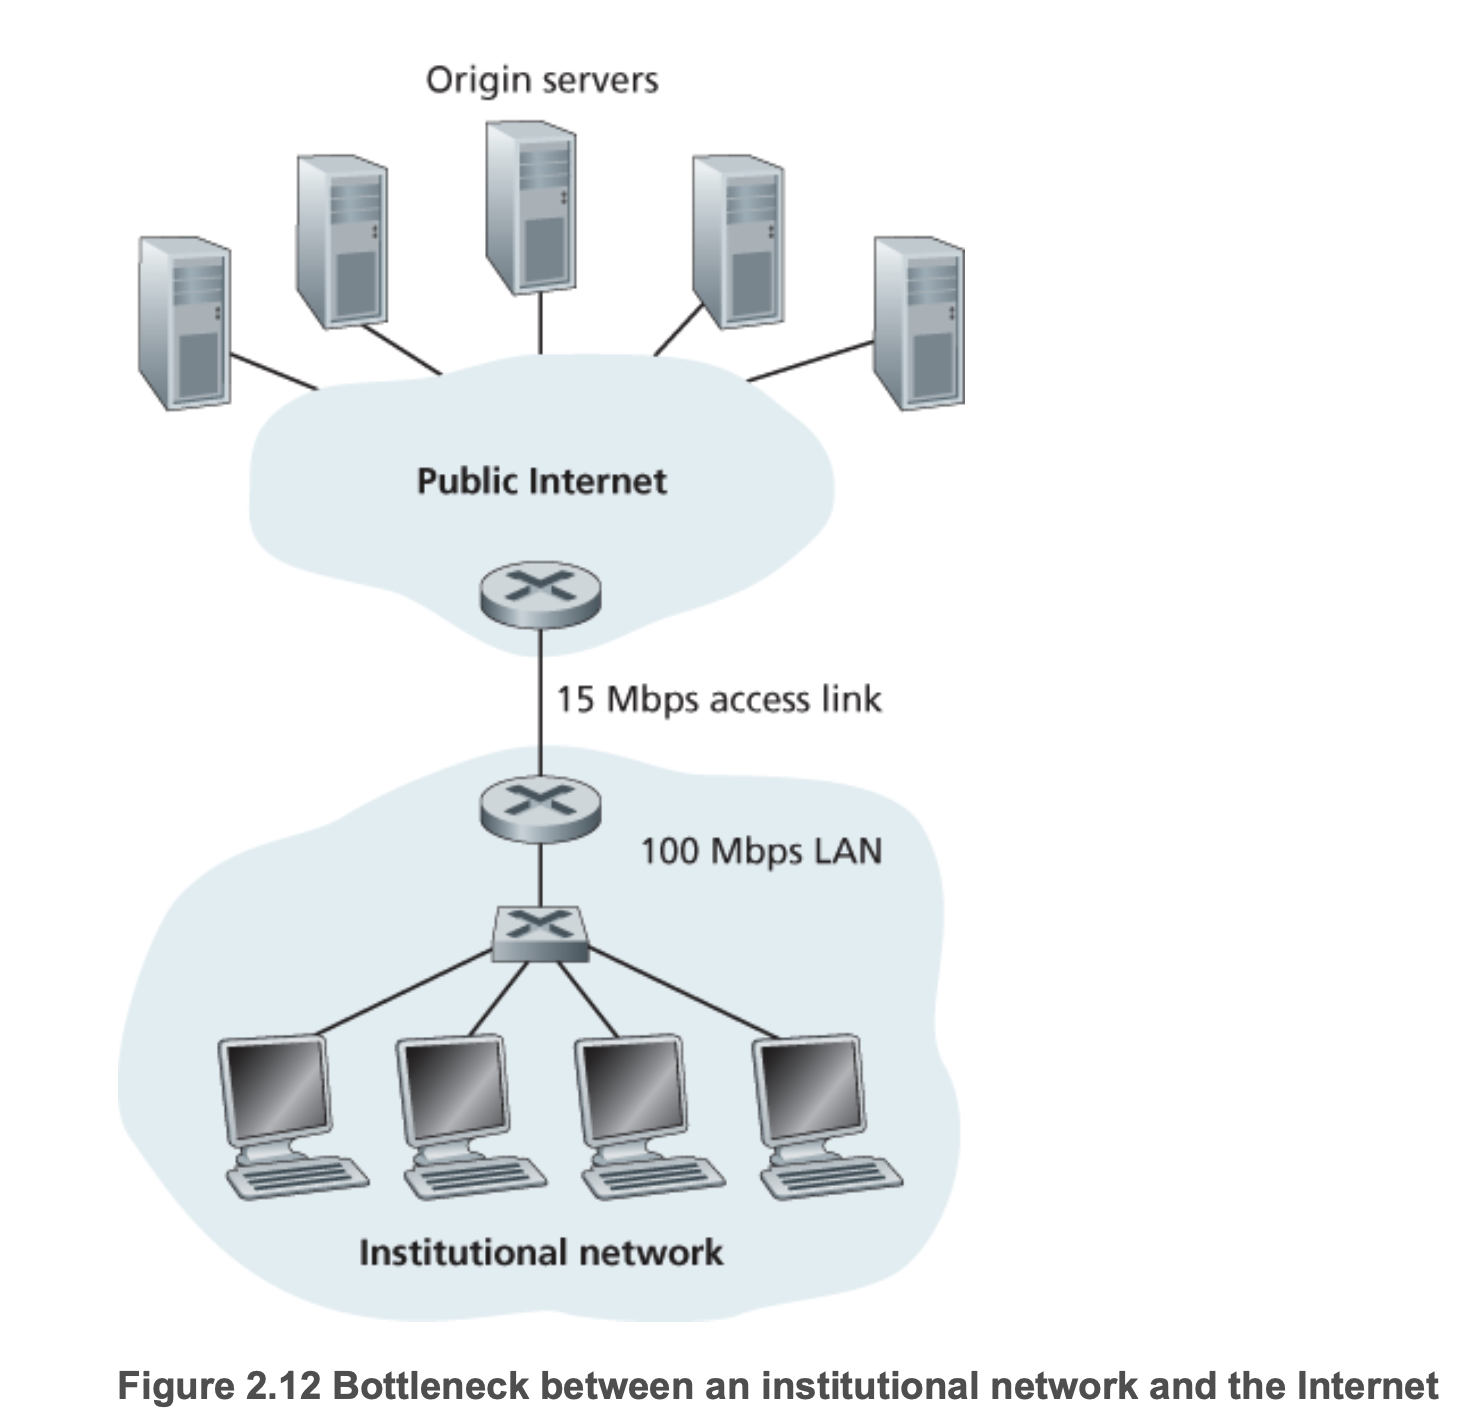 Origin servers
Public Internet
15 Mbps access link
100 Mbps LAN
Institutional network
Figure 2.12 Bottleneck between an institutional network and the Internet